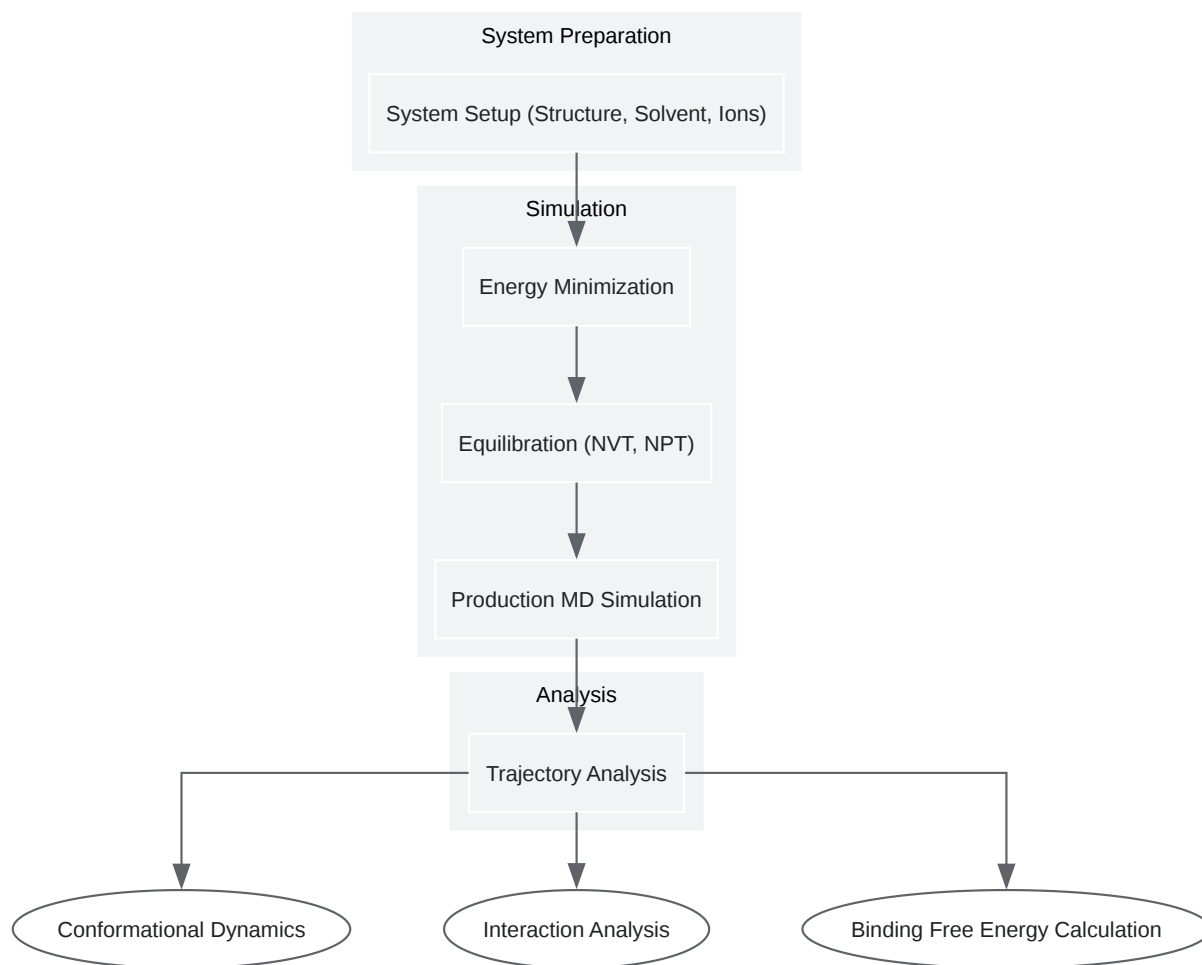 System Preparation
System Setup (Structure, Solvent, Ions)
Simulation
Energy Minimization
Equilibration (NVT, NPT)
Production MD Simulation
Analysis
Trajectory Analysis
Conformational Dynamics
Interaction Analysis
Binding Free Energy Calculation